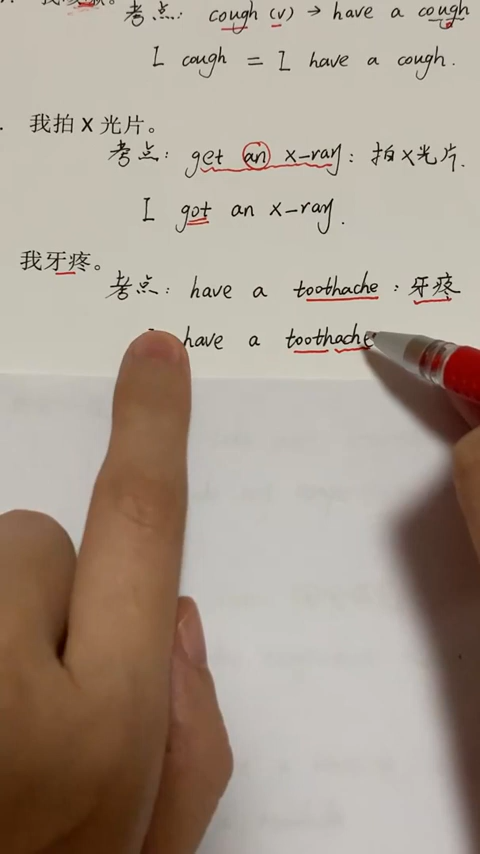 考点: cough (v) → have a cough
I cough = I have a cough.
我拍X光片。
考点: get an x-ray: 拍X光片.
I got an x-ray.
我牙疼。
考点: have a toothache: 牙疼
have a toothache